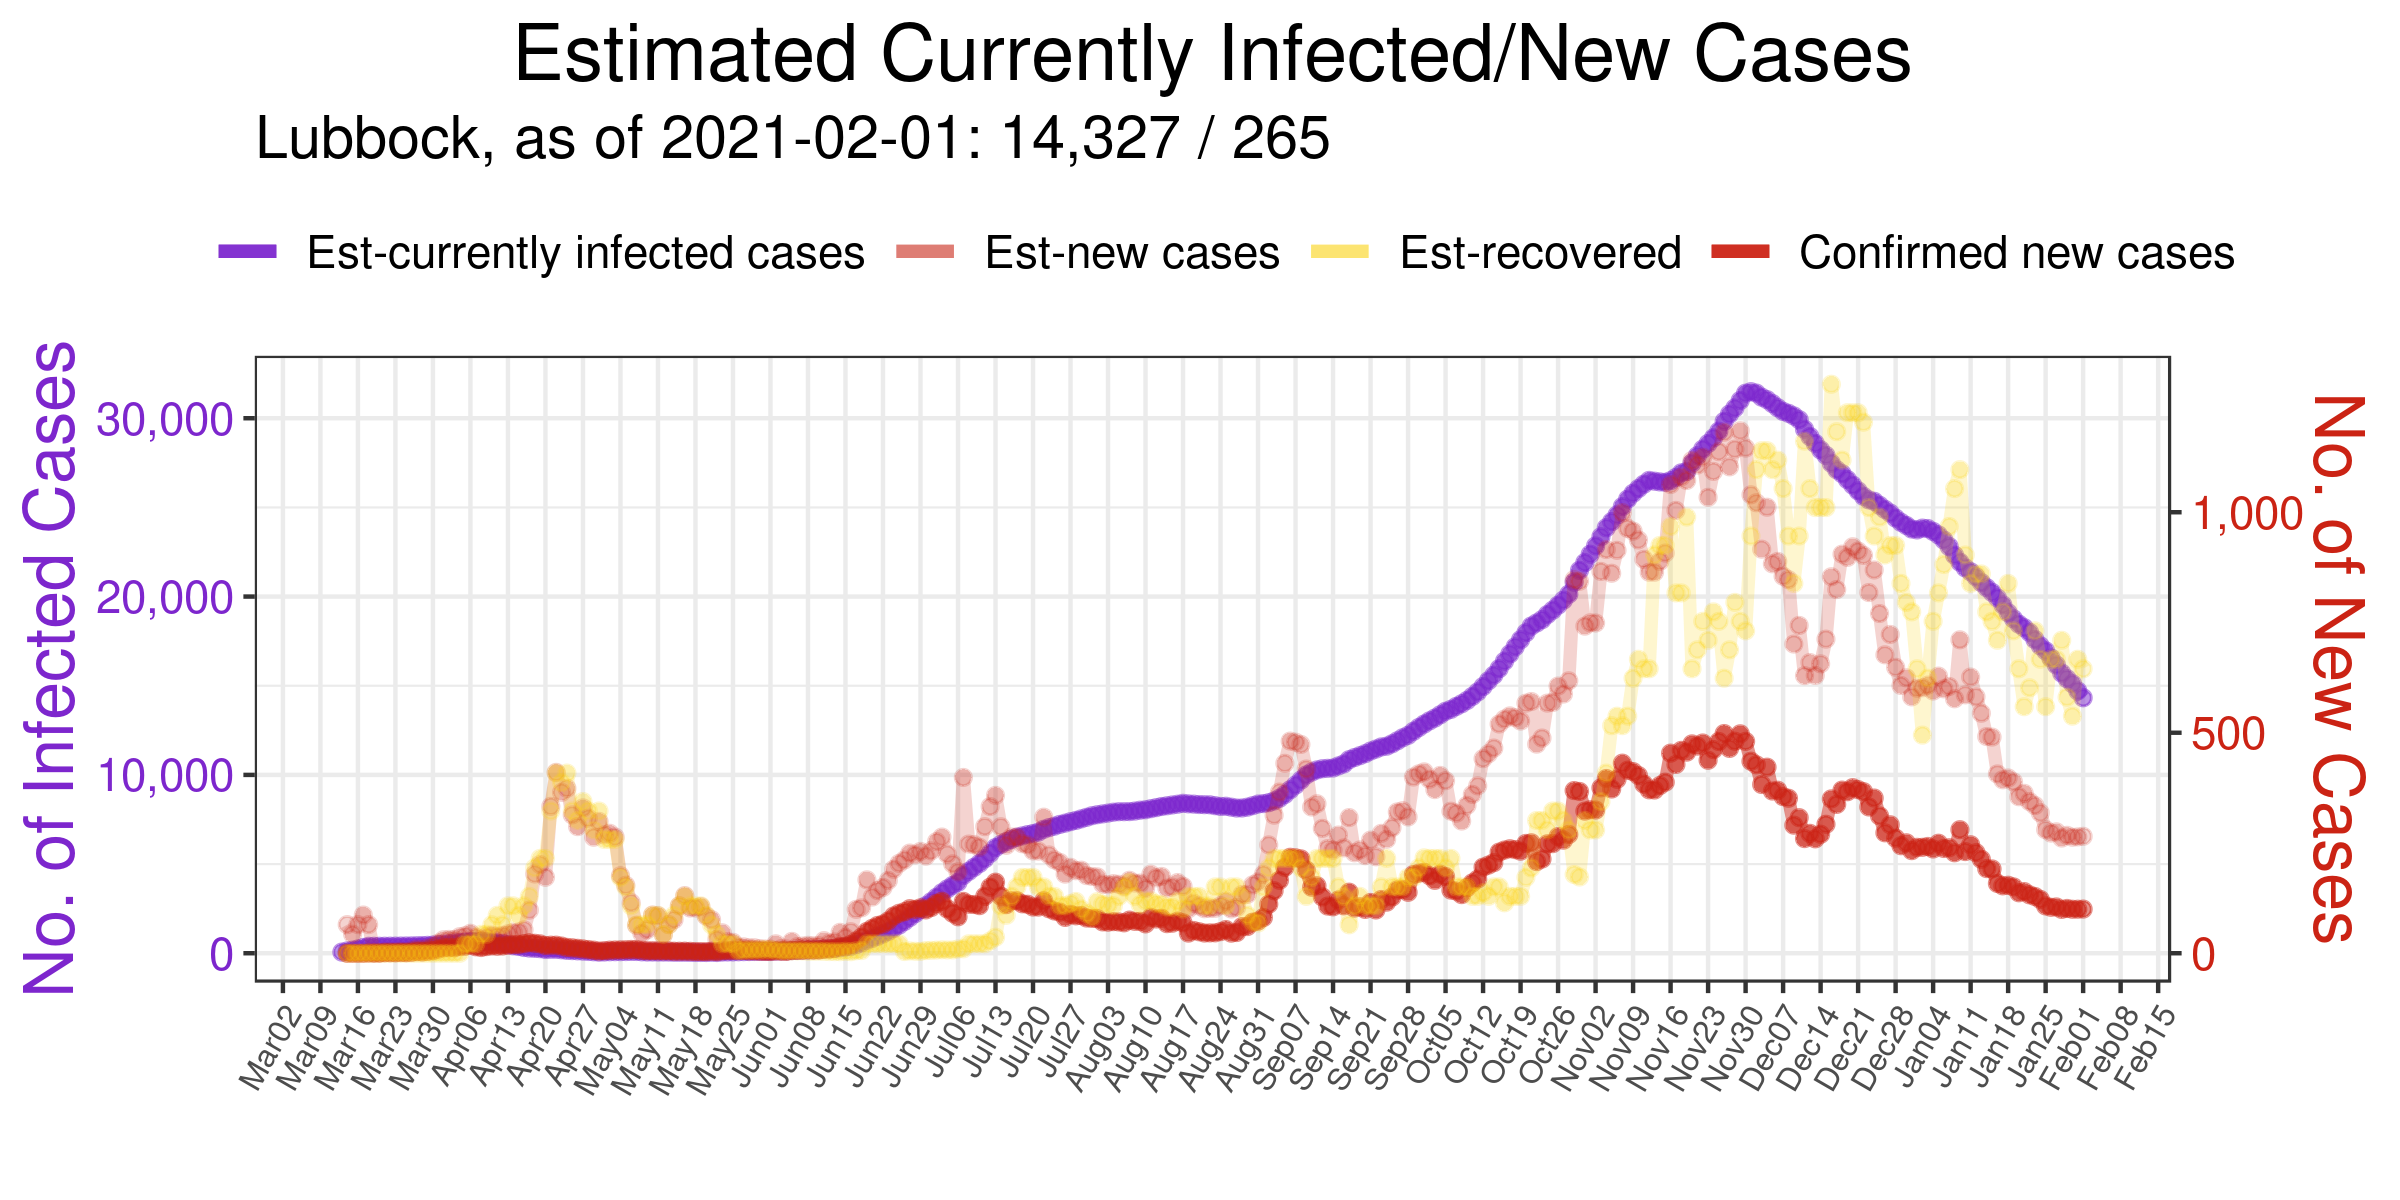 Estimated Currently Infected/New Cases
Lubbock, as of 2021-02-01: 14,327 / 265
Est-currently infected cases
Est-new cases
Est-recovered
Confirmed new cases
No. of Infected Cases
30,000
20,000
10,000
0
1,000
500
0
No. of New Cases
Mar02
Mar09
Mar16
Mar23
Mar30
Apr06
Apr13
Apr20
Apr27
May04
May11
May18
May25
Jun01
Jun08
Jun15
Jun22
Jun29
Jul06
Jul13
Jul20
Jul27
Aug03
Aug10
Aug17
Aug24
Aug31
Sep07
Sep14
Sep21
Sep28
Oct05
Oct12
Oct19
Oct26
Nov02
Nov09
Nov16
Nov23
Nov30
Dec07
Dec14
Dec21
Dec28
Jan04
Jan11
Jan18
Jan25
Feb01
Feb08
Feb15